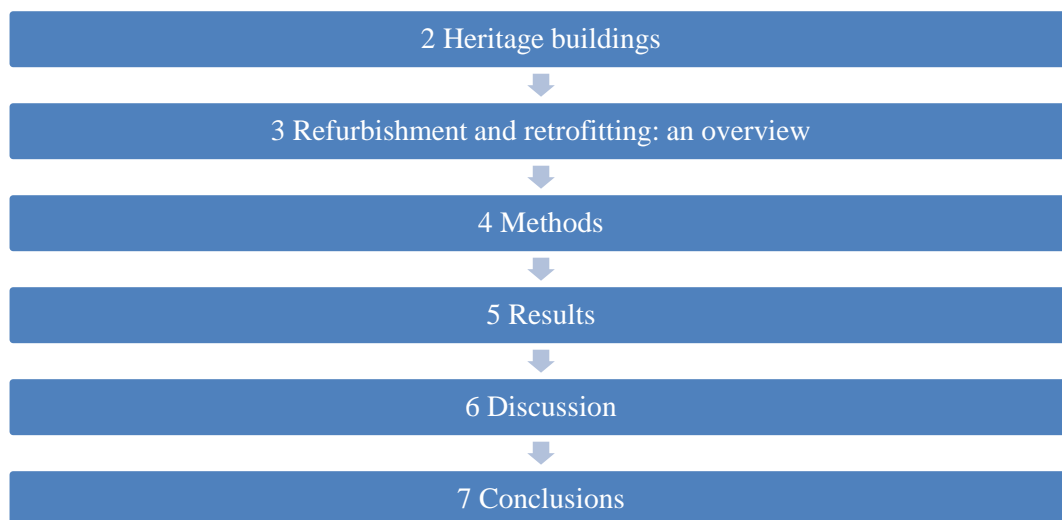 2 Heritage buildings
3 Refurbishment and retrofitting: an overview
4 Methods
5 Results
6 Discussion
7 Conclusions